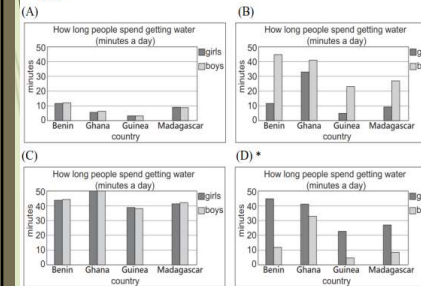 (A)
How long people spend getting water
(minutes a day)
50
40
30
20
10
0
minutes
girls
boys
Benin
Ghana
Guinea
Madagascar
country
(B)
How long people spend getting water
(minutes a day)
50
40
30
20
10
0
minutes
Benin
Ghana
Guinea
Madagascar
country
(C)
How long people spend getting water
(minutes a day)
50
40
30
20
10
0
minutes
girls
boys
Benin
Ghana
Guinea
Madagascar
country
(D) *
How long people spend getting water
(minutes a day)
50
40
30
20
10
0
minutes
Benin
Ghana
Guinea
Madagascar
country